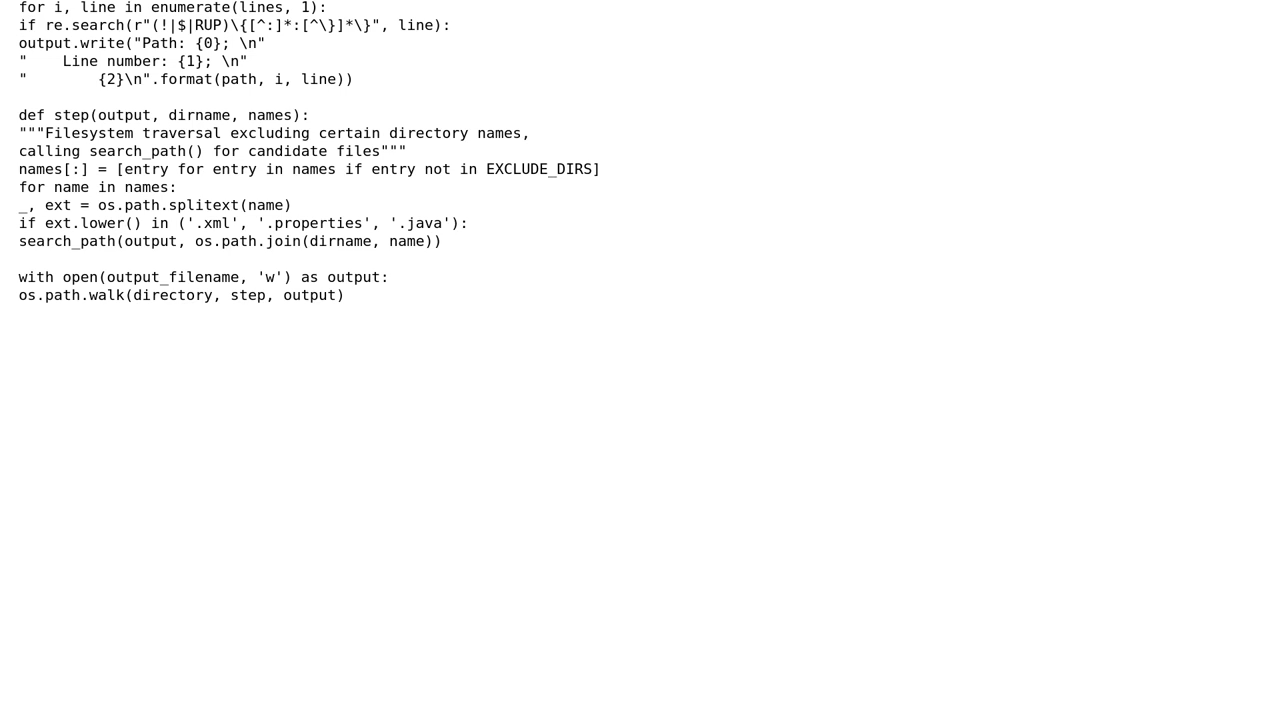 for i, line in enumerate(lines, 1):
if re.search(r"(!|$|RUP)\{[^:]*:[^\}]*\}", line):
output.write("Path: {0}; \n"
"    Line number: {1}; \n"
"        {2}\n".format(path, i, line))

def step(output, dirname, names):
"""Filesystem traversal excluding certain directory names,
calling search_path() for candidate files"""
names[:] = [entry for entry in names if entry not in EXCLUDE_DIRS]
for name in names:
_, ext = os.path.splitext(name)
if ext.lower() in ('.xml', '.properties', '.java'):
search_path(output, os.path.join(dirname, name))

with open(output_filename, 'w') as output:
os.path.walk(directory, step, output)